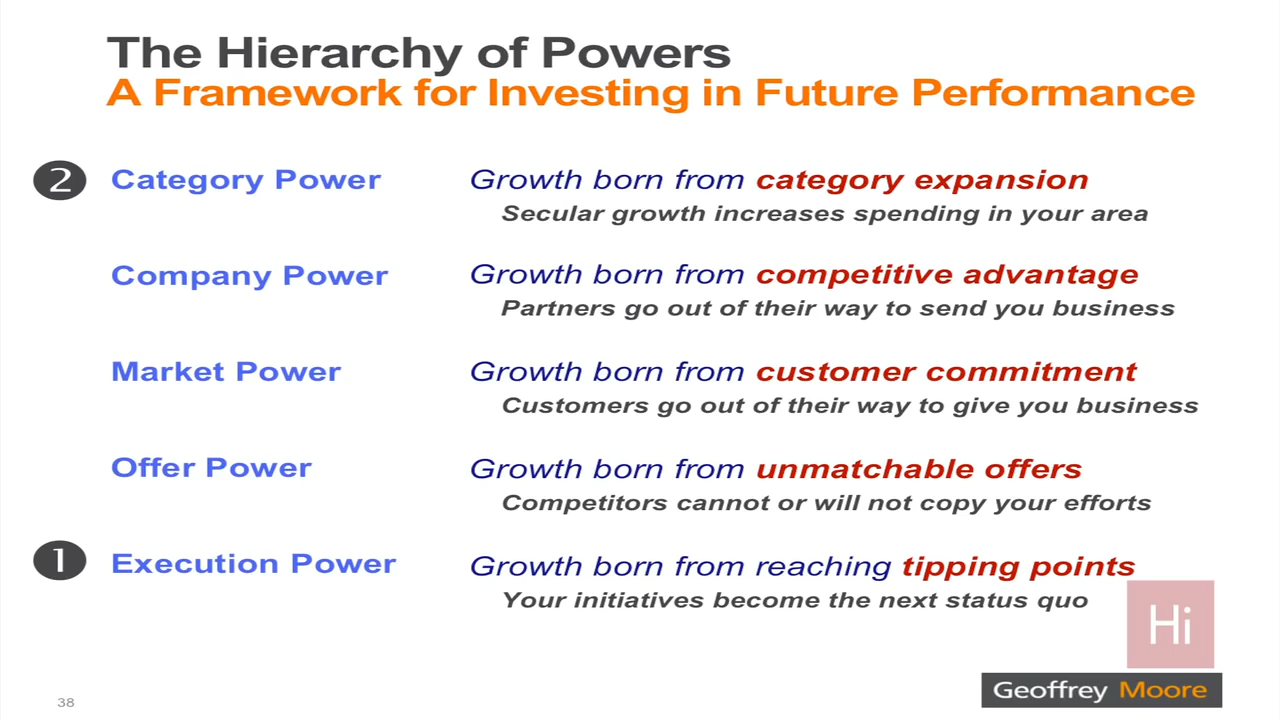 The Hierarchy of Powers
A Framework for Investing in Future Performance
2 Category Power Growth born from category expansion
Secular growth increases spending in your area
Company Power Growth born from competitive advantage
Partners go out of their way to send you business
Market Power Growth born from customer commitment
Customers go out of their way to give you business
Offer Power Growth born from unmatchable offers
Competitors cannot or will not copy your efforts
1 Execution Power Growth born from reaching tipping points
Your initiatives become the next status quo
Hi
Geoffrey Moore
38